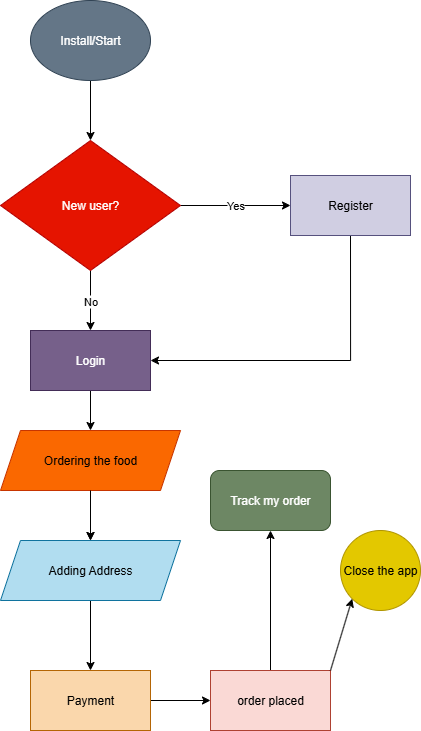 Install/Start
New user?
Yes
Register
No
Login
Ordering the food
Track my order
Adding Address
Close the app
Payment
order placed